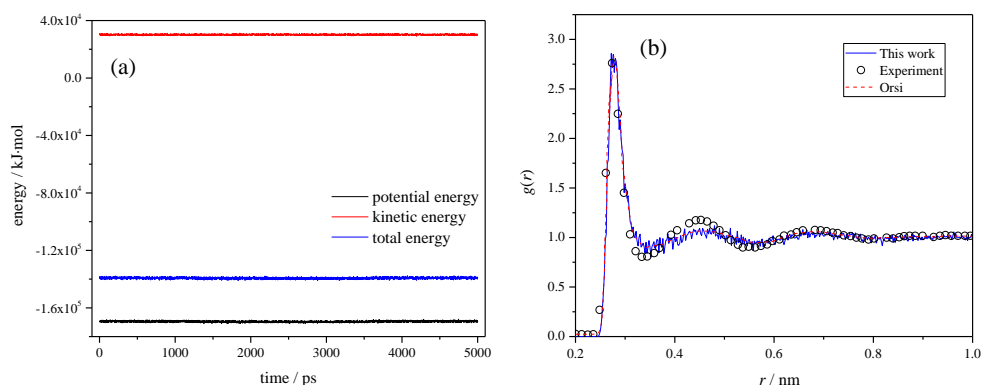 4.0x10⁴
0.0
-4.0x10⁴
-8.0x10⁴
-1.2x10⁵
-1.6x10⁵
energy / kJ·mol
(a)
potential energy
kinetic energy
total energy
0 1000 2000 3000 4000 5000
time / ps
3.0
2.5
2.0
1.5
1.0
0.5
0.0
g(r)
(b)
This work
Experiment
Orsi
0.2 0.4 0.6 0.8 1.0
r / nm